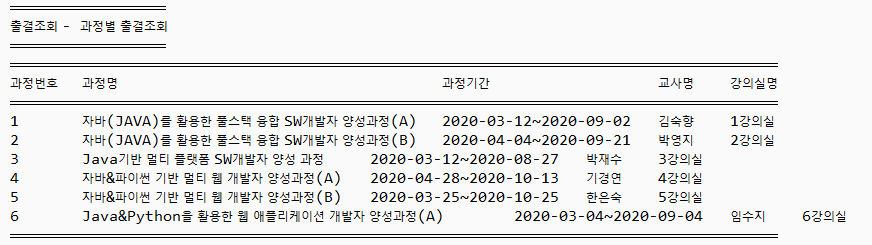 출결조회 - 과정별 출결조회
과정번호 과정명 과정기간 교사명 강의실명
1 자바(JAVA)를 활용한 풀스택 융합 SW개발자 양성과정(A) 2020-03-12~2020-09-02 김숙향 1강의실
2 자바(JAVA)를 활용한 풀스택 융합 SW개발자 양성과정(B) 2020-04-04~2020-09-21 박영지 2강의실
3 Java기반 멀티 플랫폼 SW개발자 양성 과정 2020-03-12~2020-08-27 박재수 3강의실
4 자바&파이썬 기반 멀티 웹 개발자 양성과정(A) 2020-04-28~2020-10-13 기경연 4강의실
5 자바&파이썬 기반 멀티 웹 개발자 양성과정(B) 2020-03-25~2020-10-25 한은숙 5강의실
6 Java&Python을 활용한 웹 애플리케이션 개발자 양성과정(A) 2020-03-04~2020-09-04 임수지 6강의실